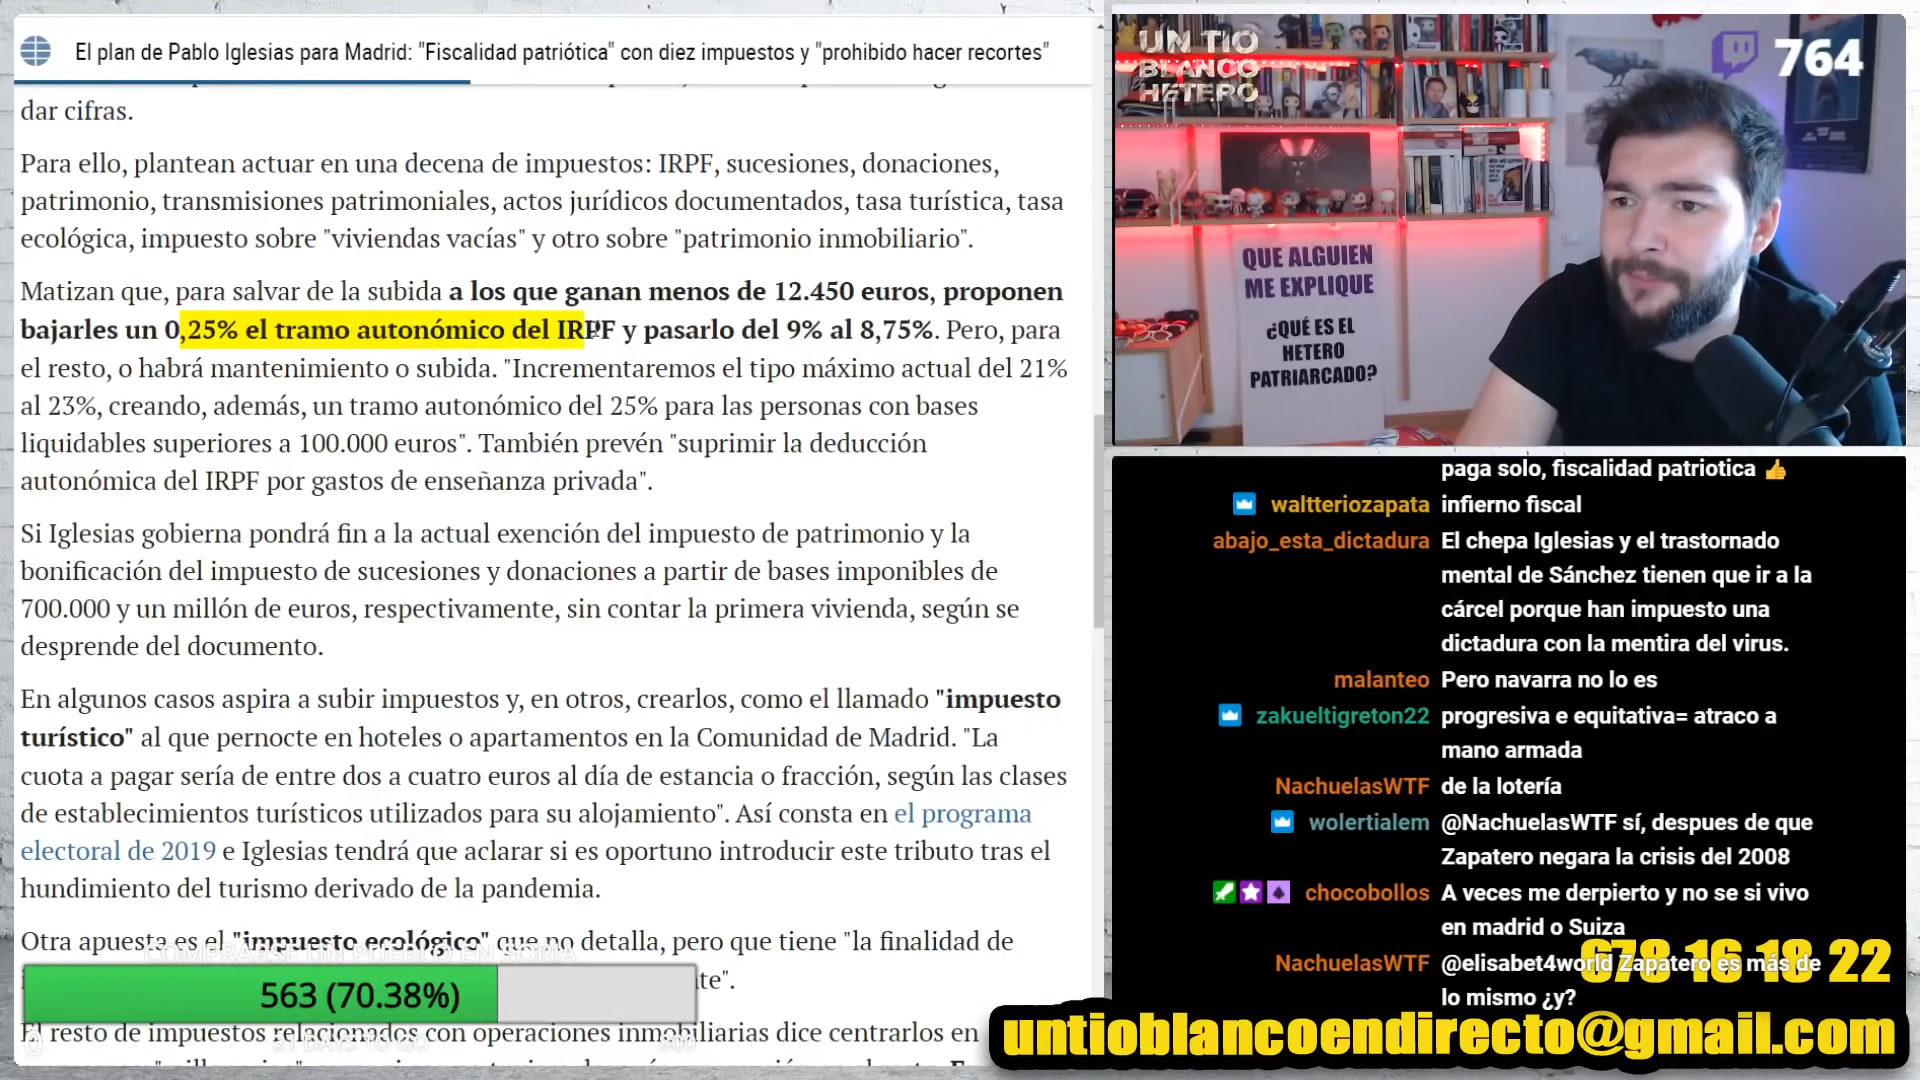 El plan de Pablo Iglesias para Madrid: "Fiscalidad patriótica" con diez impuestos y "prohibido hacer recortes"
dar cifras.
Para ello, plantean actuar en una decena de impuestos: IRPF, sucesiones, donaciones,
patrimonio, transmisiones patrimoniales, actos jurídicos documentados, tasa turística, tasa
ecológica, impuesto sobre "viviendas vacías" y otro sobre "patrimonio inmobiliario".
Matizan que, para salvar de la subida a los que ganan menos de 12.450 euros, proponen
bajarles un 0,25% el tramo autonómico del IRPF y pasarlo del 9% al 8,75%. Pero, para
el resto, o habrá mantenimiento o subida. "Incrementaremos el tipo máximo actual del 21%
al 23%, creando, además, un tramo autonómico del 25% para las personas con bases
liquidables superiores a 100.000 euros". También prevén "suprimir la deducción
autonómica del IRPF por gastos de enseñanza privada".
Si Iglesias gobierna pondrá fin a la actual exención del impuesto de patrimonio y la
bonificación del impuesto de sucesiones y donaciones a partir de bases imponibles de
700.000 y un millón de euros, respectivamente, sin contar la primera vivienda, según se
desprende del documento.
En algunos casos aspira a subir impuestos y, en otros, crearlos, como el llamado "impuesto
turístico" al que pernocte en hoteles o apartamentos en la Comunidad de Madrid. "La
cuota a pagar sería de entre dos a cuatro euros al día de estancia o fracción, según las clases
de establecimientos turísticos utilizados para su alojamiento". Así consta en el programa
electoral de 2019 e Iglesias tendrá que aclarar si es oportuno introducir este tributo tras el
hundimiento del turismo derivado de la pandemia.
Otra apuesta es el "impuesto ecológico" que no detalla, pero que tiene "la finalidad de
COMPRARSE UN PUEBLO EN SORIA
563 (70.38%)
te".
El resto de impuestos relacionados con operaciones inmobiliarias dice centrarlos en
0
51 DAYS TO GO
800
UN TIO
BLANCO
HETERO
764
QUE ALGUIEN
ME EXPLIQUE
¿QUÉ ES EL
HETERO
PATRIARCADO?
paga solo, fiscalidad patriotica 👍
waltteriozapata infierno fiscal
abajo_esta_dictadura El chepa Iglesias y el trastornado
mental de Sánchez tienen que ir a la
cárcel porque han impuesto una
dictadura con la mentira del virus.
malanteo Pero navarra no lo es
zakueltigreton22 progresiva e equitativa= atraco a
mano armada
NachuelasWTF de la lotería
wolertialem @NachuelasWTF sí, despues de que
Zapatero negara la crisis del 2008
chocobollos A veces me derpierto y no se si vivo
en madrid o Suiza
NachuelasWTF @elisabet4world Zapatero es más de
lo mismo ¿y?
678 16 18 22
untioblancoendirecto@gmail.com